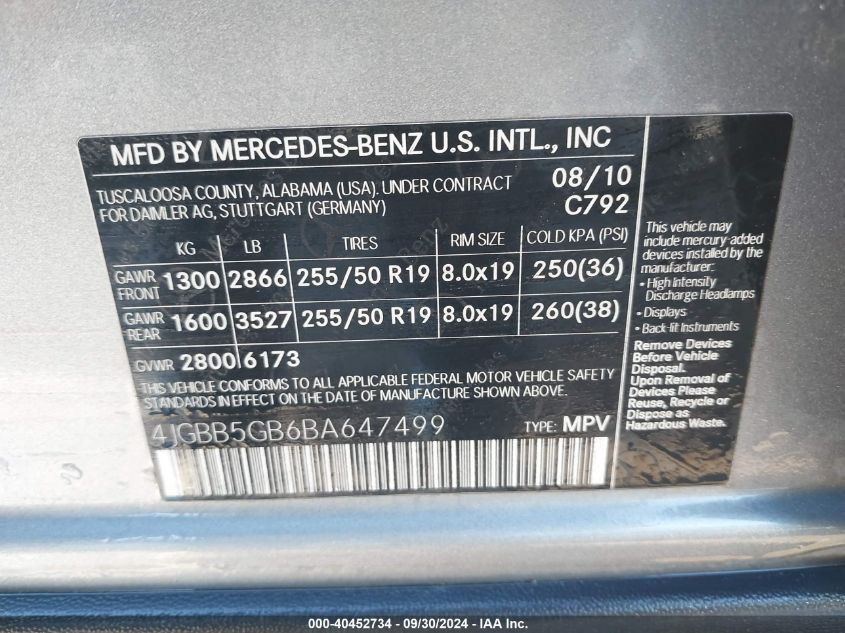 MFD BY MERCEDES-BENZ U.S. INTL., INC
TUSCALOOSA COUNTY, ALABAMA (USA). UNDER CONTRACT
FOR DAIMLER AG, STUTTGART (GERMANY)
08/10
C792
KG LB TIRES RIM SIZE COLD KPA (PSI)
GAWR FRONT 1300 2866 255/50 R19 8.0x19 250(36)
GAWR REAR 1600 3527 255/50 R19 8.0x19 260(38)
GVWR 2800 6173
THIS VEHICLE CONFORMS TO ALL APPLICABLE FEDERAL MOTOR VEHICLE SAFETY
STANDARDS IN EFFECT ON THE DATE OF MANUFACTURE SHOWN ABOVE.
4JGBB5GB6BA647499 TYPE: MPV
This vehicle may
include mercury-added
devices installed by the
manufacturer:
• High Intensity
Discharge Headlamps
• Displays
• Back-lit Instruments
Remove Devices
Before Vehicle
Disposal.
Upon Removal of
Devices Please
Reuse, Recycle or
Dispose as
Hazardous Waste.
000-40452734 - 09/30/2024 - IAA Inc.